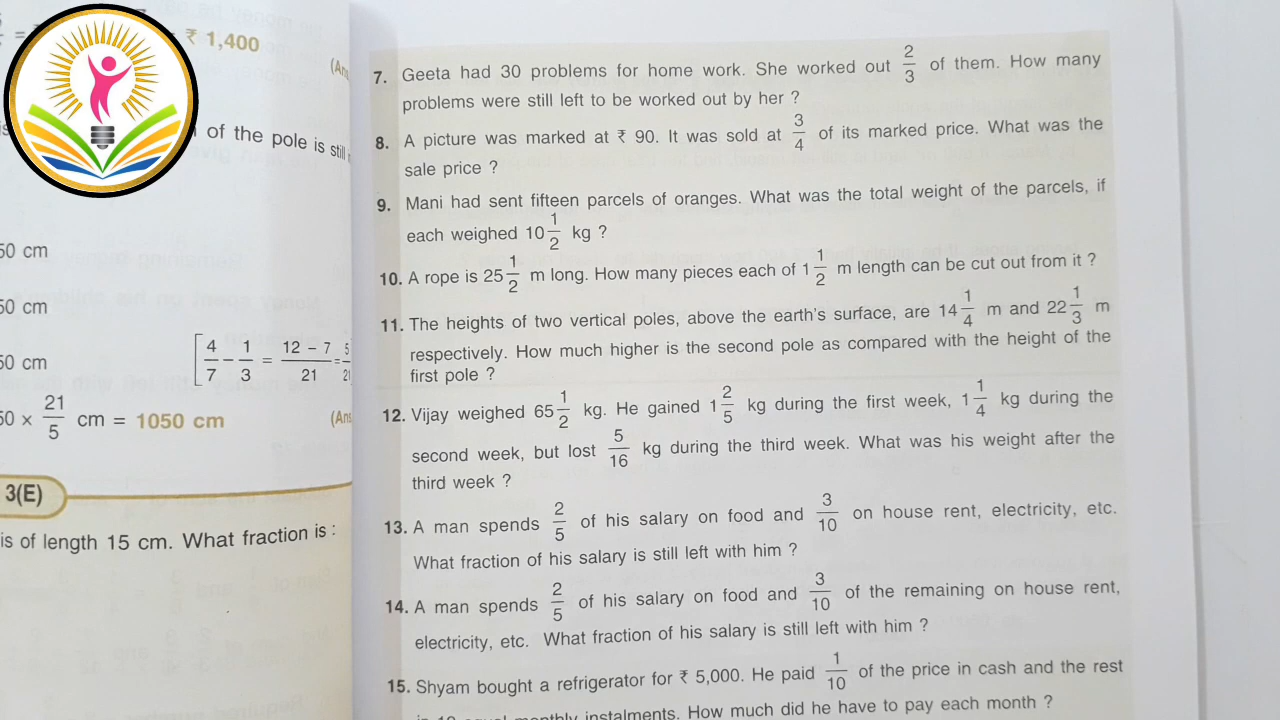 = ₹ 1,400
(Ans
of the pole is still
50 cm
50 cm
50 cm
[4/7 − 1/3 = 12 − 7/21 = 5/21
50 × 21/5 cm = 1050 cm
(Ans
3(E)
is of length 15 cm. What fraction is :
7. Geeta had 30 problems for home work. She worked out 2/3 of them. How many
problems were still left to be worked out by her ?
8. A picture was marked at ₹ 90. It was sold at 3/4 of its marked price. What was the
sale price ?
9. Mani had sent fifteen parcels of oranges. What was the total weight of the parcels, if
each weighed 10 1/2 kg ?
10. A rope is 25 1/2 m long. How many pieces each of 1 1/2 m length can be cut out from it ?
11. The heights of two vertical poles, above the earth's surface, are 14 1/4 m and 22 1/3 m
respectively. How much higher is the second pole as compared with the height of the
first pole ?
12. Vijay weighed 65 1/2 kg. He gained 1 2/5 kg during the first week, 1 1/4 kg during the
second week, but lost 5/16 kg during the third week. What was his weight after the
third week ?
13. A man spends 2/5 of his salary on food and 3/10 on house rent, electricity, etc.
What fraction of his salary is still left with him ?
14. A man spends 2/5 of his salary on food and 3/10 of the remaining on house rent,
electricity, etc. What fraction of his salary is still left with him ?
15. Shyam bought a refrigerator for ₹ 5,000. He paid 1/10 of the price in cash and the rest
instalments. How much did he have to pay each month ?